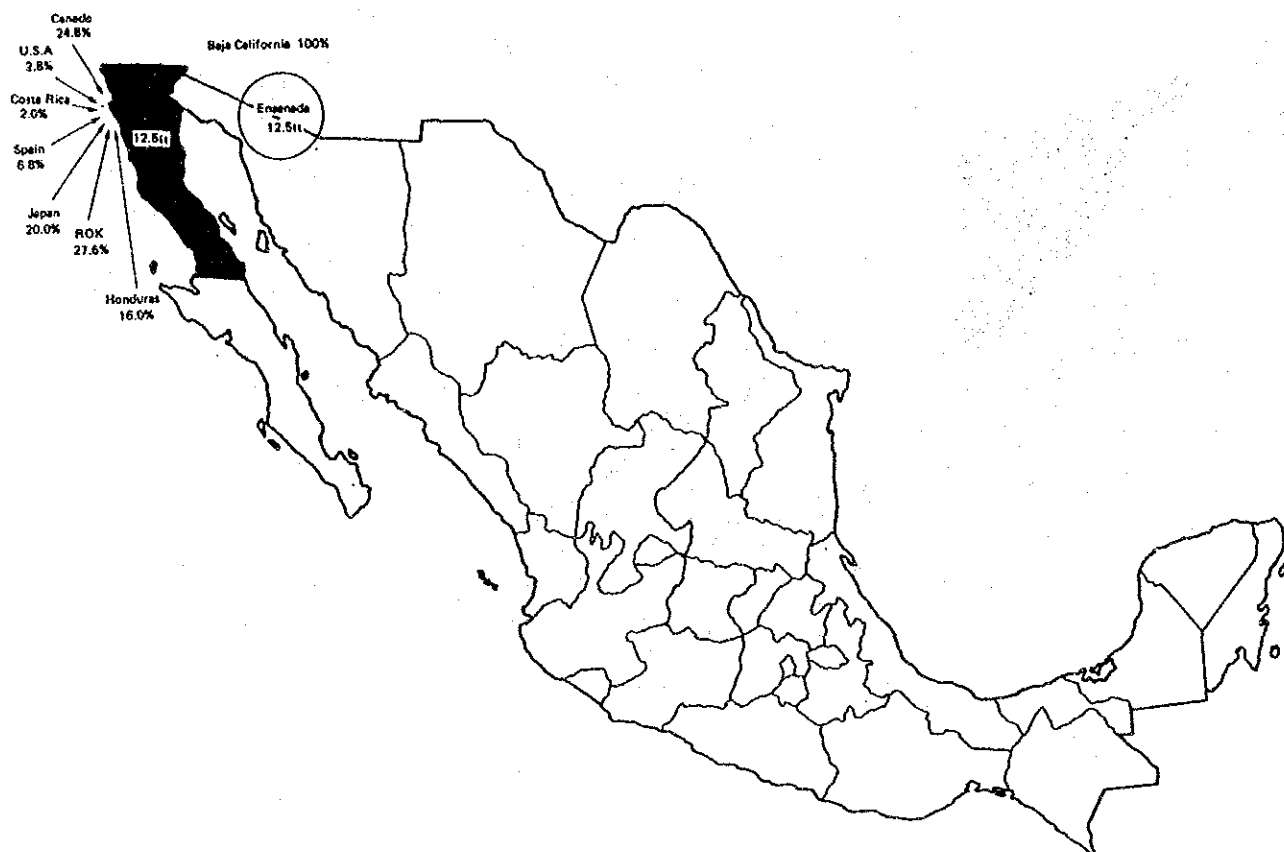 Canada
24.8%
U.S.A
2.8%
Costa Rica
2.0%
Spain
6.8%
Japan
20.0%
ROK
27.6%
Honduras
16.0%
12.5tt
Baja California 100%
Ensenada
12.5tt